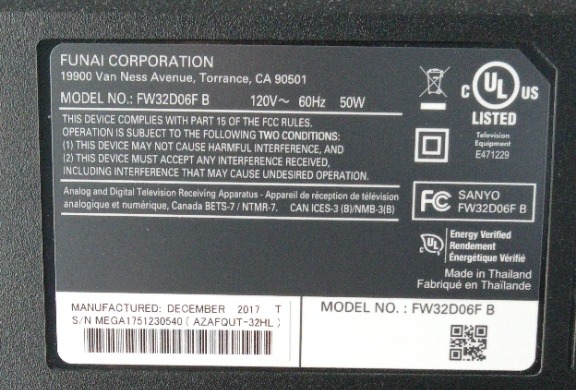 FUNAI CORPORATION
19900 Van Ness Avenue, Torrance, CA 90501
MODEL NO.: FW32D06F B 120V~ 60Hz 50W
THIS DEVICE COMPLIES WITH PART 15 OF THE FCC RULES.
OPERATION IS SUBJECT TO THE FOLLOWING TWO CONDITIONS:
(1) THIS DEVICE MAY NOT CAUSE HARMFUL INTERFERENCE, AND
(2) THIS DEVICE MUST ACCEPT ANY INTERFERENCE RECEIVED,
INCLUDING INTERFERENCE THAT MAY CAUSE UNDESIRED OPERATION.
Analog and Digital Television Receiving Apparatus - Appareil de réception de télévision
analogique et numérique, Canada BETS-7 / NTMR-7. CAN ICES-3 (B)/NMB-3(B)
C UL US
LISTED
Television
Equipment
E471229
FC SANYO
FW32D06F B
C UL
Energy Verified
Rendement
Énergétique Vérifié
Made in Thailand
Fabriqué en Thaïlande
MANUFACTURED: DECEMBER 2017 T
S/N MEGA1751230540 ( AZAFQUT-32HL )
MODEL NO. : FW32D06F B